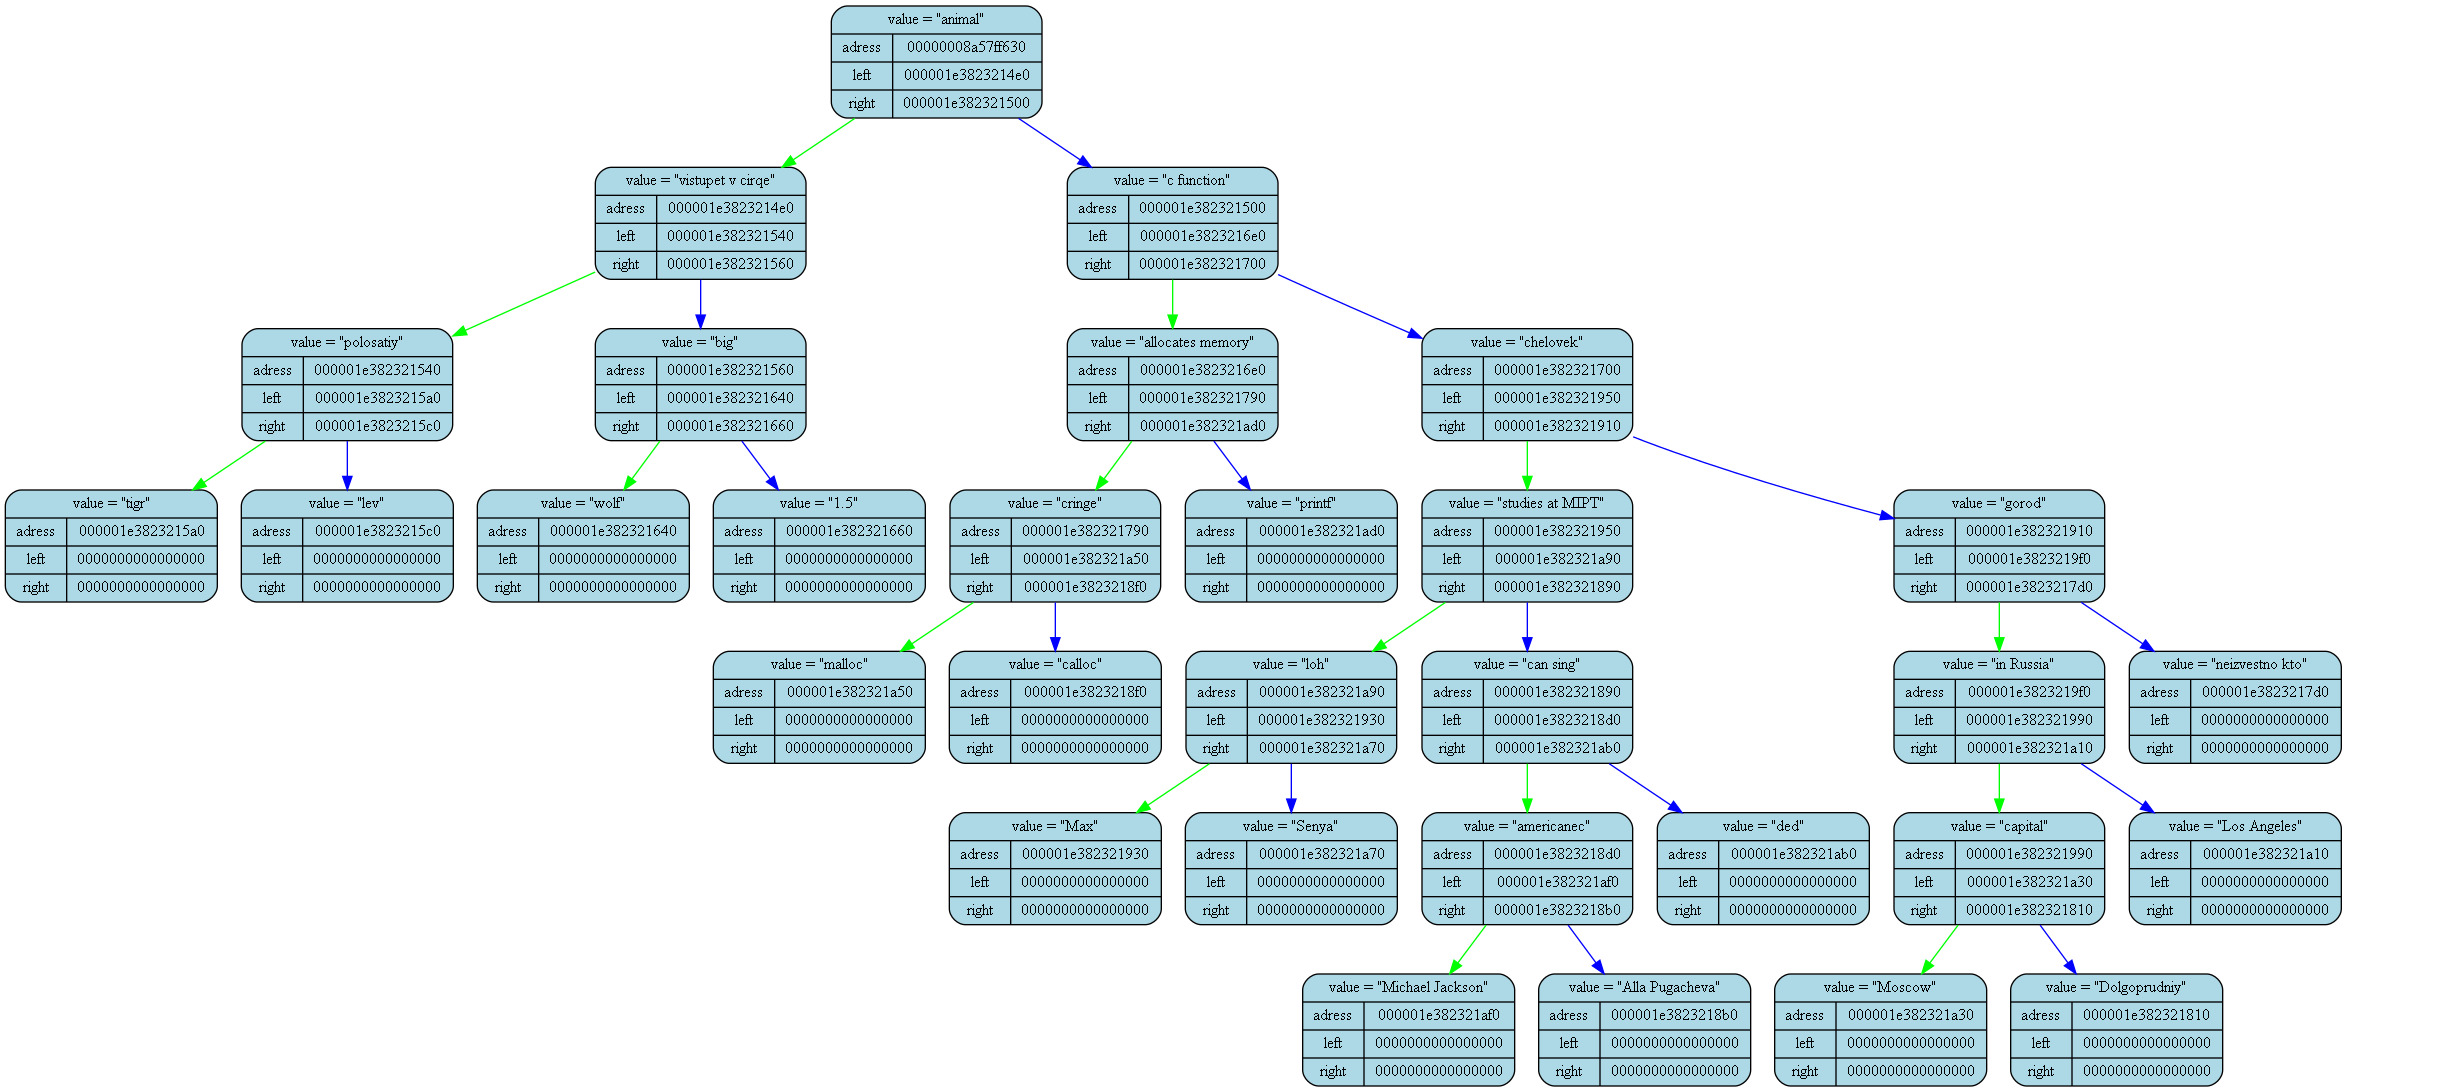 value = "animal"
adress 00000008a57ff630
left 000001e3823214e0
right 000001e382321500
value = "vistupet v cirqe"
adress 000001e3823214e0
left 000001e382321540
right 000001e382321560
value = "c function"
adress 000001e382321500
left 000001e3823216e0
right 000001e382321700
value = "polosatiy"
adress 000001e382321540
left 000001e3823215a0
right 000001e3823215c0
value = "big"
adress 000001e382321560
left 000001e382321640
right 000001e382321660
value = "allocates memory"
adress 000001e3823216e0
left 000001e382321790
right 000001e382321ad0
value = "chelovek"
adress 000001e382321700
left 000001e382321950
right 000001e382321910
value = "tigr"
adress 000001e3823215a0
left 0000000000000000
right 0000000000000000
value = "lev"
adress 000001e3823215c0
left 0000000000000000
right 0000000000000000
value = "wolf"
adress 000001e382321640
left 0000000000000000
right 0000000000000000
value = "1.5"
adress 000001e382321660
left 0000000000000000
right 0000000000000000
value = "cringe"
adress 000001e382321790
left 000001e382321a50
right 000001e3823218f0
value = "printf"
adress 000001e382321ad0
left 0000000000000000
right 0000000000000000
value = "studies at MIPT"
adress 000001e382321950
left 000001e382321a90
right 000001e382321890
value = "gorod"
adress 000001e382321910
left 000001e3823219f0
right 000001e3823217d0
value = "malloc"
adress 000001e382321a50
left 0000000000000000
right 0000000000000000
value = "calloc"
adress 000001e3823218f0
left 0000000000000000
right 0000000000000000
value = "loh"
adress 000001e382321a90
left 000001e382321930
right 000001e382321a70
value = "can sing"
adress 000001e382321890
left 000001e3823218d0
right 000001e382321ab0
value = "in Russia"
adress 000001e3823219f0
left 000001e382321990
right 000001e382321a10
value = "neizvestno kto"
adress 000001e3823217d0
left 0000000000000000
right 0000000000000000
value = "Max"
adress 000001e382321930
left 0000000000000000
right 0000000000000000
value = "Senya"
adress 000001e382321a70
left 0000000000000000
right 0000000000000000
value = "americanec"
adress 000001e3823218d0
left 000001e382321af0
right 000001e3823218b0
value = "ded"
adress 000001e382321ab0
left 0000000000000000
right 0000000000000000
value = "capital"
adress 000001e382321990
left 000001e382321a30
right 000001e382321810
value = "Los Angeles"
adress 000001e382321a10
left 0000000000000000
right 0000000000000000
value = "Michael Jackson"
adress 000001e382321af0
left 0000000000000000
right 0000000000000000
value = "Alla Pugacheva"
adress 000001e3823218b0
left 0000000000000000
right 0000000000000000
value = "Moscow"
adress 000001e382321a30
left 0000000000000000
right 0000000000000000
value = "Dolgoprudniy"
adress 000001e382321810
left 0000000000000000
right 0000000000000000